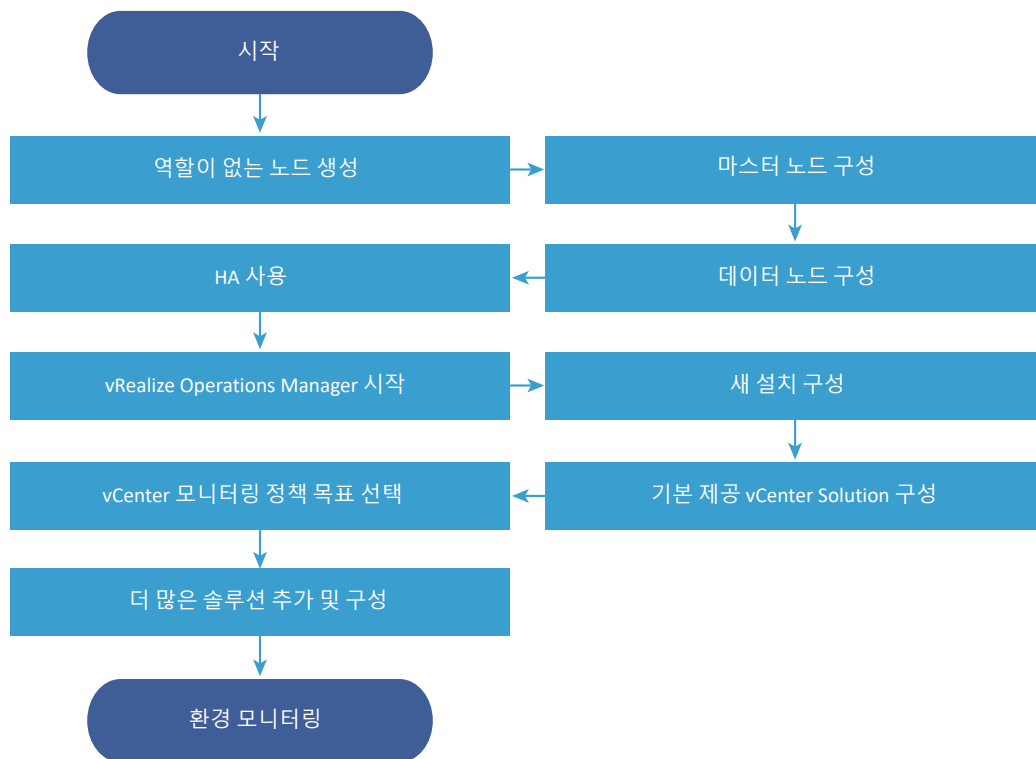 시작
역할이 없는 노드 생성
마스터 노드 구성
데이터 노드 구성
HA 사용
vRealize Operations Manager 시작
새 설치 구성
기본 제공 vCenter Solution 구성
vCenter 모니터링 정책 목표 선택
더 많은 솔루션 추가 및 구성
환경 모니터링